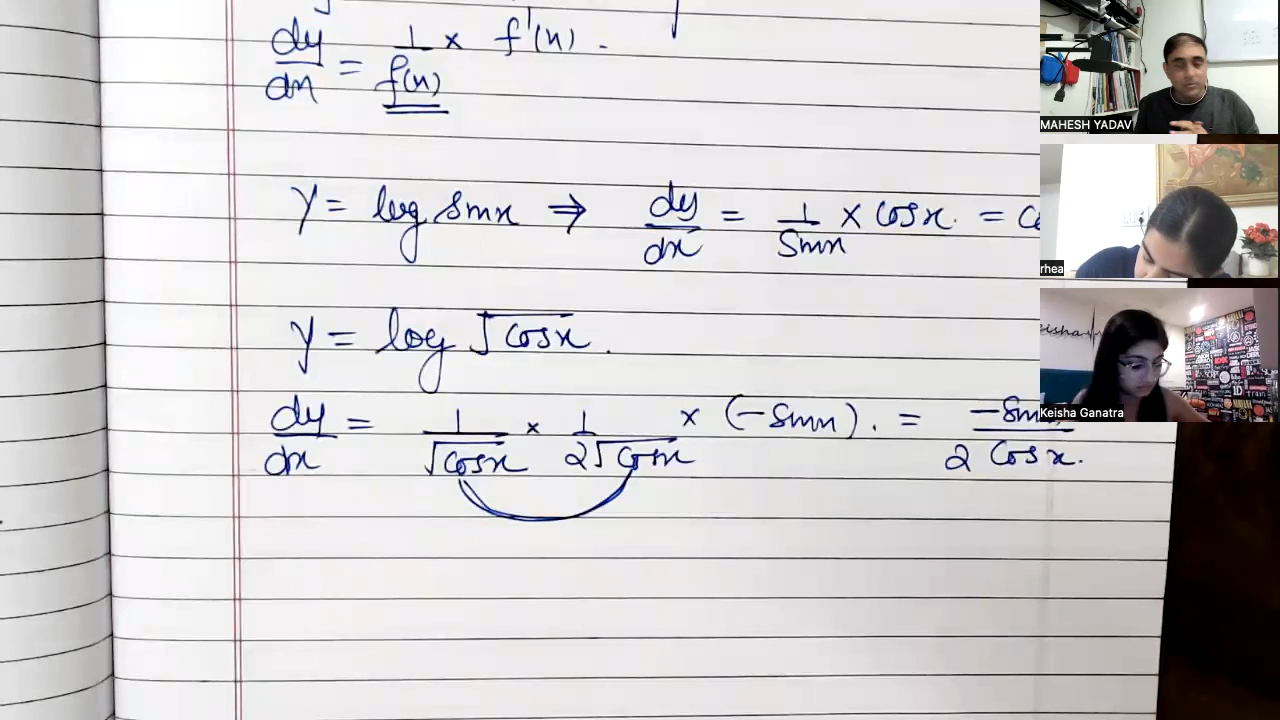 dy/dx = 1/f(x) × f'(x) .
y = log sinx ⇒ dy/dx = 1/sinx × cosx . =
y = log √cosx .
dy/dx = 1/√cosx × 1/2√cosx × (-sinx) . = -sinx/2 cosx .
MAHESH YADAV
rhea
Keisha Ganatra